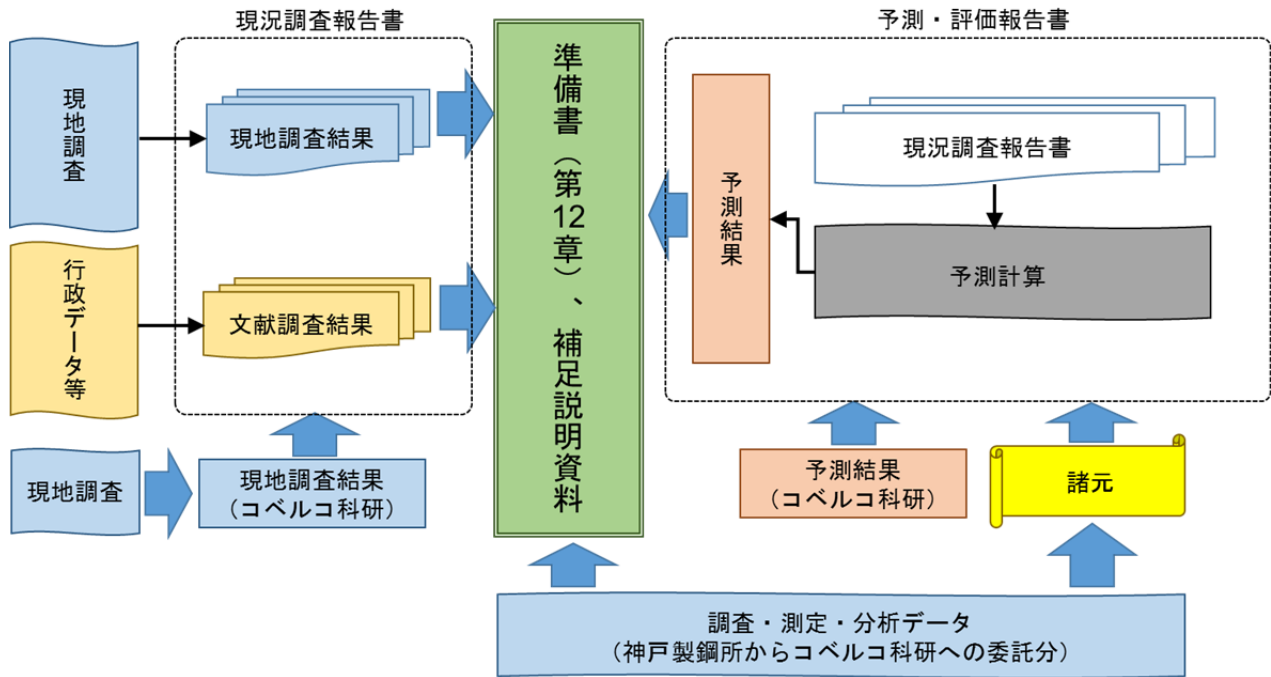 現況調査報告書
現地調査
現地調査結果
行政データ等
文献調査結果
現地調査
現地調査結果
（コベルコ科研）
準備書（第12章）、補足説明資料
予測・評価報告書
予測結果
現況調査報告書
予測計算
予測結果
（コベルコ科研）
諸元
調査・測定・分析データ
（神戸製鋼所からコベルコ科研への委託分）